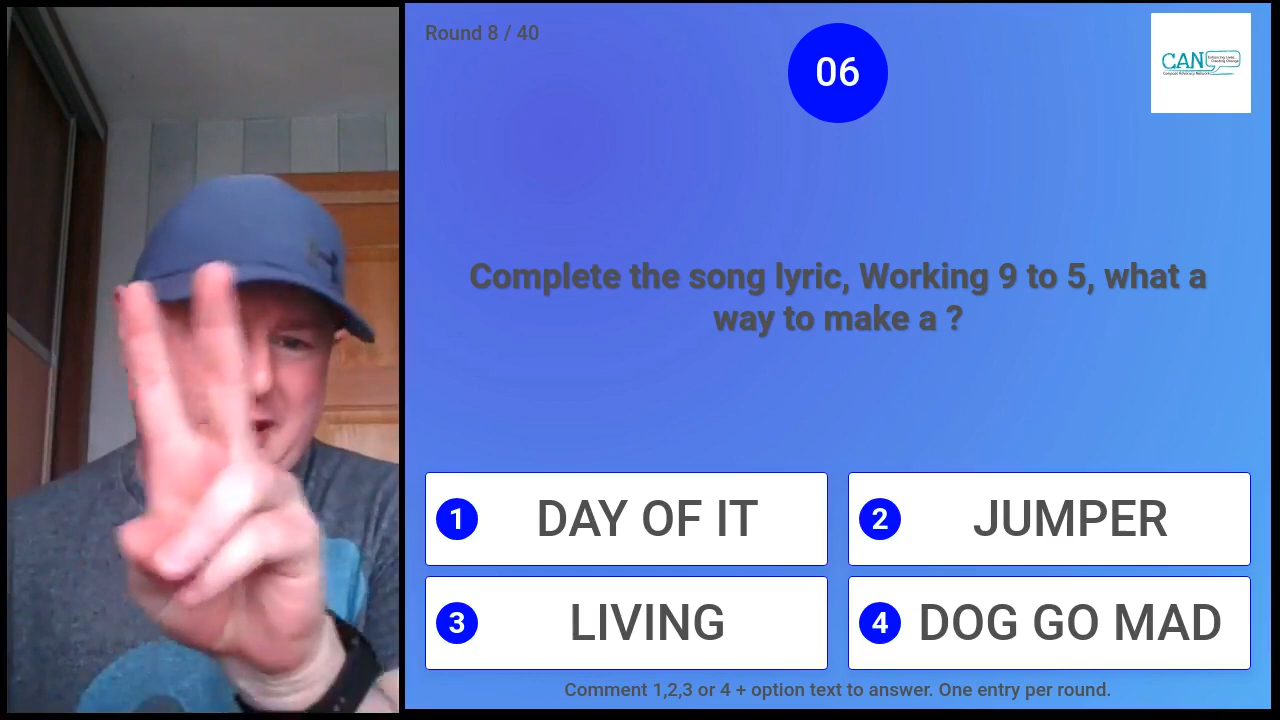 Round 8 / 40
06
CAN
Complete the song lyric, Working 9 to 5, what a
way to make a ?
1 DAY OF IT
2 JUMPER
3 LIVING
4 DOG GO MAD
Comment 1,2,3 or 4 + option text to answer. One entry per round.